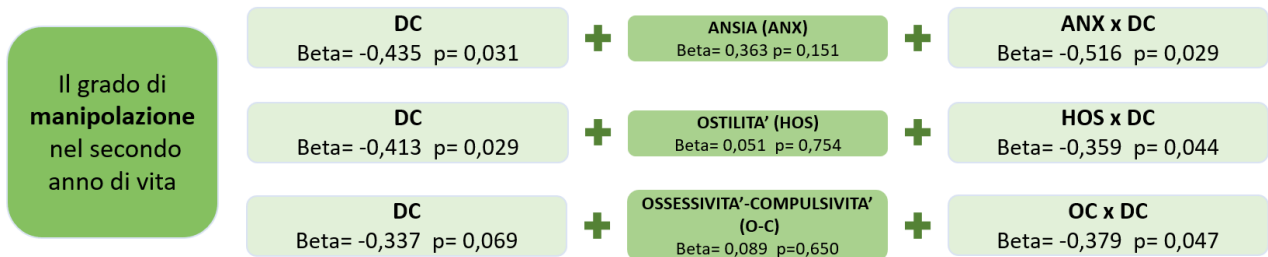 Il grado di
manipolazione
nel secondo
anno di vita
DC
Beta= -0,435 p= 0,031
ANSIA (ANX)
Beta= 0,363 p= 0,151
ANX x DC
Beta= -0,516 p= 0,029
DC
Beta= -0,413 p= 0,029
OSTILITA’ (HOS)
Beta= 0,051 p= 0,754
HOS x DC
Beta= -0,359 p= 0,044
DC
Beta= -0,337 p= 0,069
OSSESSIVITA’-COMPULSIVITA’
(O-C)
Beta= 0,089 p=0,650
OC x DC
Beta= -0,379 p= 0,047